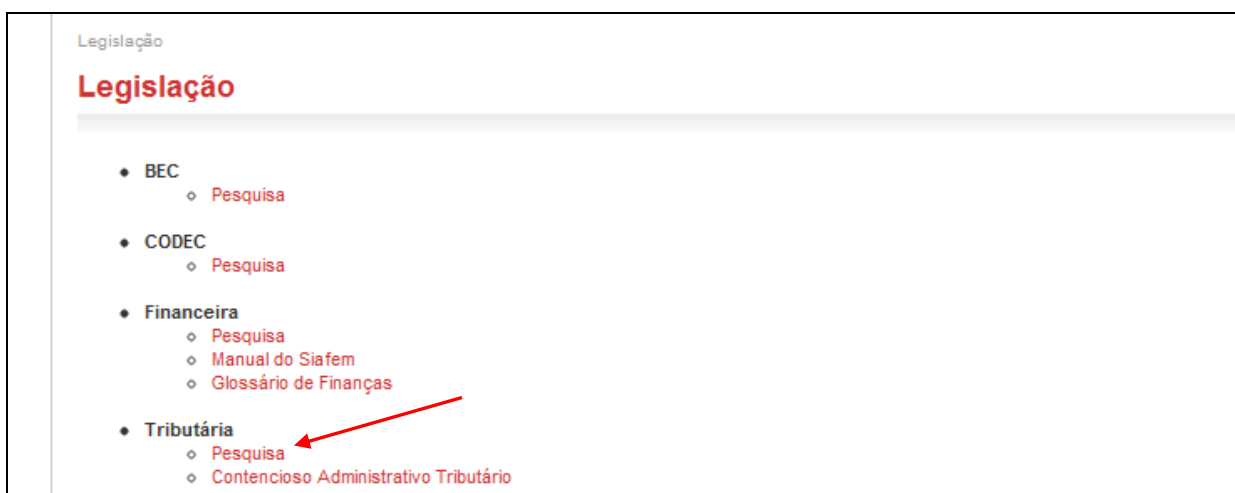 Legislação
Legislação
BEC
Pesquisa
CODEC
Pesquisa
Financeira
Pesquisa
Manual do Siafem
Glossário de Finanças
Tributária
Pesquisa
Contencioso Administrativo Tributário